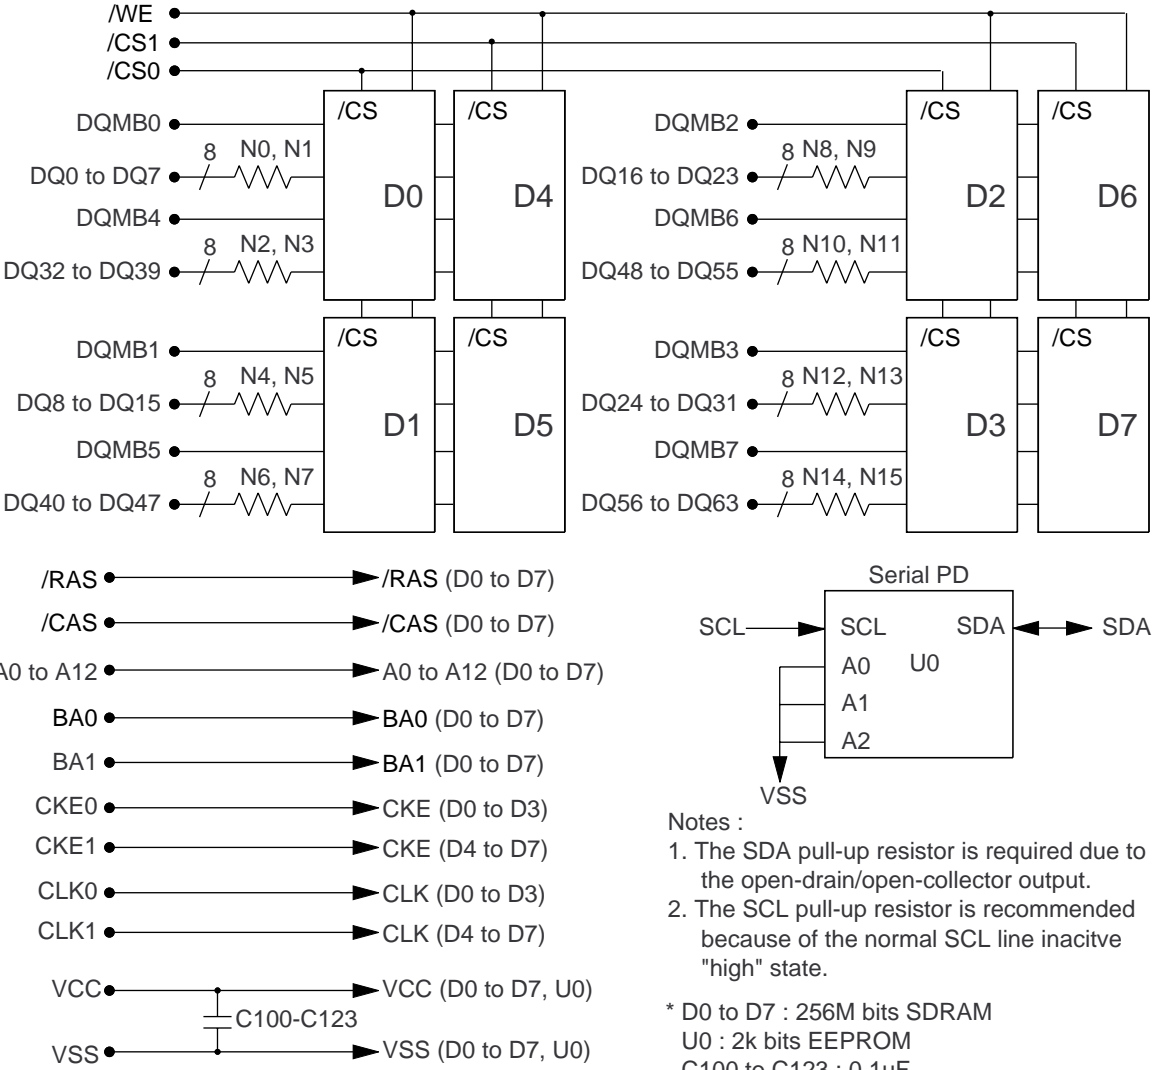 /WE
/CS1
/CS0
/CS /CS /CS /CS
DQMB0 DQMB2
8 N0, N1 8 N8, N9
DQ0 to DQ7 DQ16 to DQ23
D0 D4 D2 D6
DQMB4 DQMB6
8 N2, N3 8 N10, N11
DQ32 to DQ39 DQ48 to DQ55
/CS /CS /CS /CS
DQMB1 DQMB3
8 N4, N5 8 N12, N13
DQ8 to DQ15 DQ24 to DQ31
D1 D5 D3 D7
DQMB5 DQMB7
8 N6, N7 8 N14, N15
DQ40 to DQ47 DQ56 to DQ63
/RAS /RAS (D0 to D7)
/CAS /CAS (D0 to D7)
A0 to A12 A0 to A12 (D0 to D7)
BA0 BA0 (D0 to D7)
BA1 BA1 (D0 to D7)
CKE0 CKE (D0 to D3)
CKE1 CKE (D4 to D7)
CLK0 CLK (D0 to D3)
CLK1 CLK (D4 to D7)
VCC VCC (D0 to D7, U0)
C100-C123
VSS VSS (D0 to D7, U0)
Serial PD
SCL SCL SDA SDA
A0 U0
A1
A2
VSS
Notes :
1. The SDA pull-up resistor is required due to
the open-drain/open-collector output.
2. The SCL pull-up resistor is recommended
because of the normal SCL line inacitve
"high" state.
* D0 to D7 : 256M bits SDRAM
U0 : 2k bits EEPROM
C100 to C123 : 0.1uF